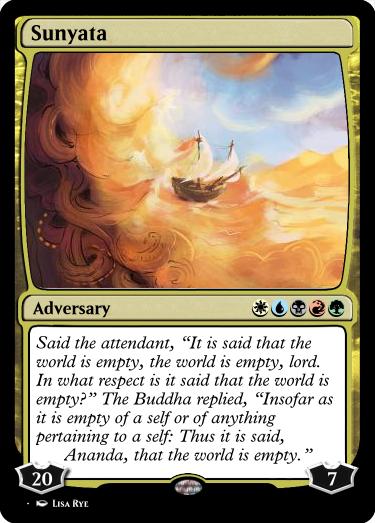 Sunyata
Adversary
Said the attendant, “It is said that the
world is empty, the world is empty, lord.
In what respect is it said that the world is
empty?” The Buddha replied, “Insofar as
it is empty of a self or of anything
pertaining to a self: Thus it is said,
Ananda, that the world is empty.”
20
7
Lisa Rye